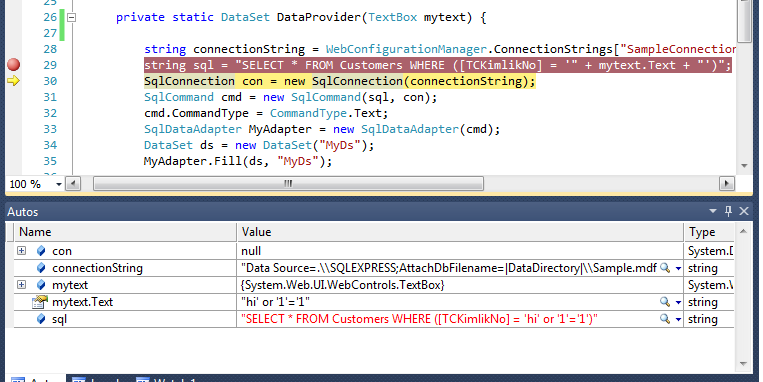 25
26 private static DataSet DataProvider(TextBox mytext) {
27
28 string connectionString = WebConfigurationManager.ConnectionStrings["SampleConnection
29 string sql = "SELECT * FROM Customers WHERE ([TCKimlikNo] = '" + mytext.Text + "')";
30 SqlConnection con = new SqlConnection(connectionString);
31 SqlCommand cmd = new SqlCommand(sql, con);
32 cmd.CommandType = CommandType.Text;
33 SqlDataAdapter MyAdapter = new SqlDataAdapter(cmd);
34 DataSet ds = new DataSet("MyDs");
35 MyAdapter.Fill(ds, "MyDs");
100 %
Autos
Name Value Type
con null System.D
connectionString "Data Source=.\\SQLEXPRESS;AttachDbFilename=|DataDirectory|\\Sample.mdf string
mytext {System.Web.UI.WebControls.TextBox} System.W
mytext.Text "hi' or '1'='1" string
sql "SELECT * FROM Customers WHERE ([TCKimlikNo] = 'hi' or '1'='1')" string